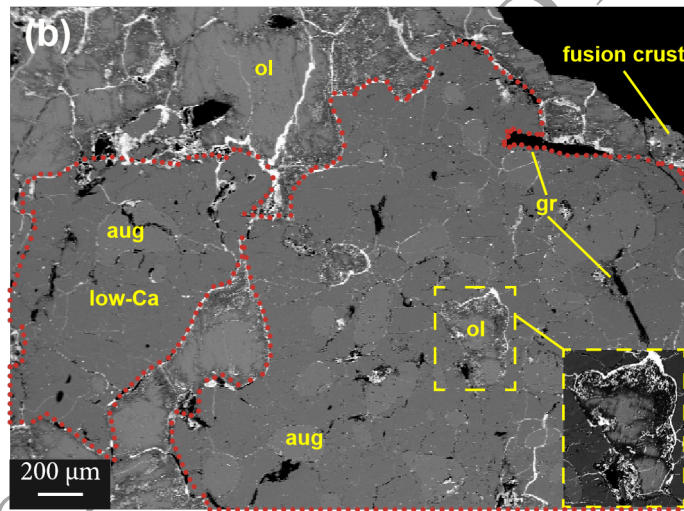 (b)
ol
fusion crust
gr
aug
low-Ca
ol
aug
200 μm